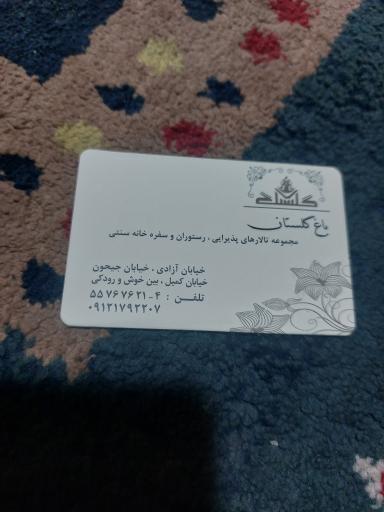 گلستان
باغ گلستان
مجموعه تالارهای پذیرایی ، رستوران و سفره خانه سنتی
خیابان آزادی ، خیابان جیحون
خیابان کمیل ، بین خوش و رودکی
تلفن : ۴-۵۵۷۶۷۶۲۱
۰۹۱۲۱۷۹۲۲۰۷